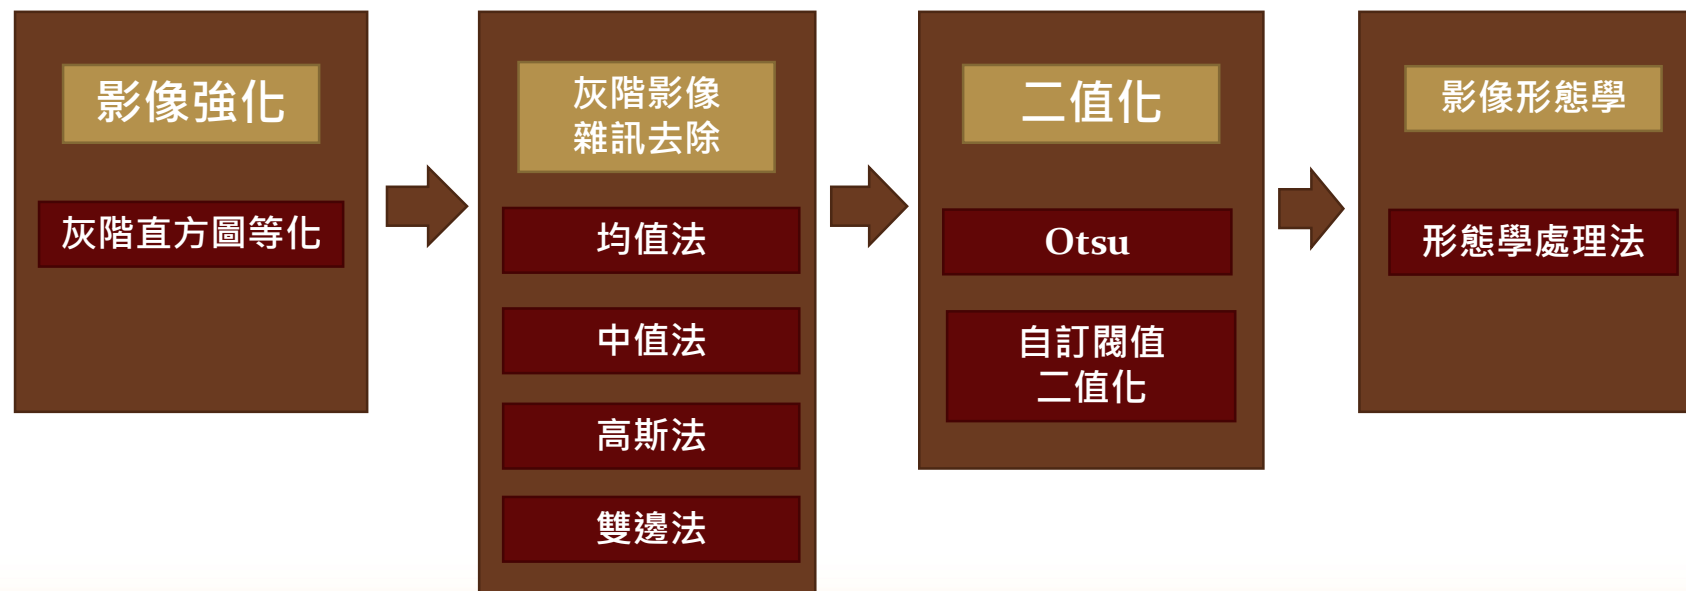 影像強化
灰階直方圖等化
灰階影像
雜訊去除
均值法
中值法
高斯法
雙邊法
二值化
Otsu
自訂閥值
二值化
影像形態學
形態學處理法